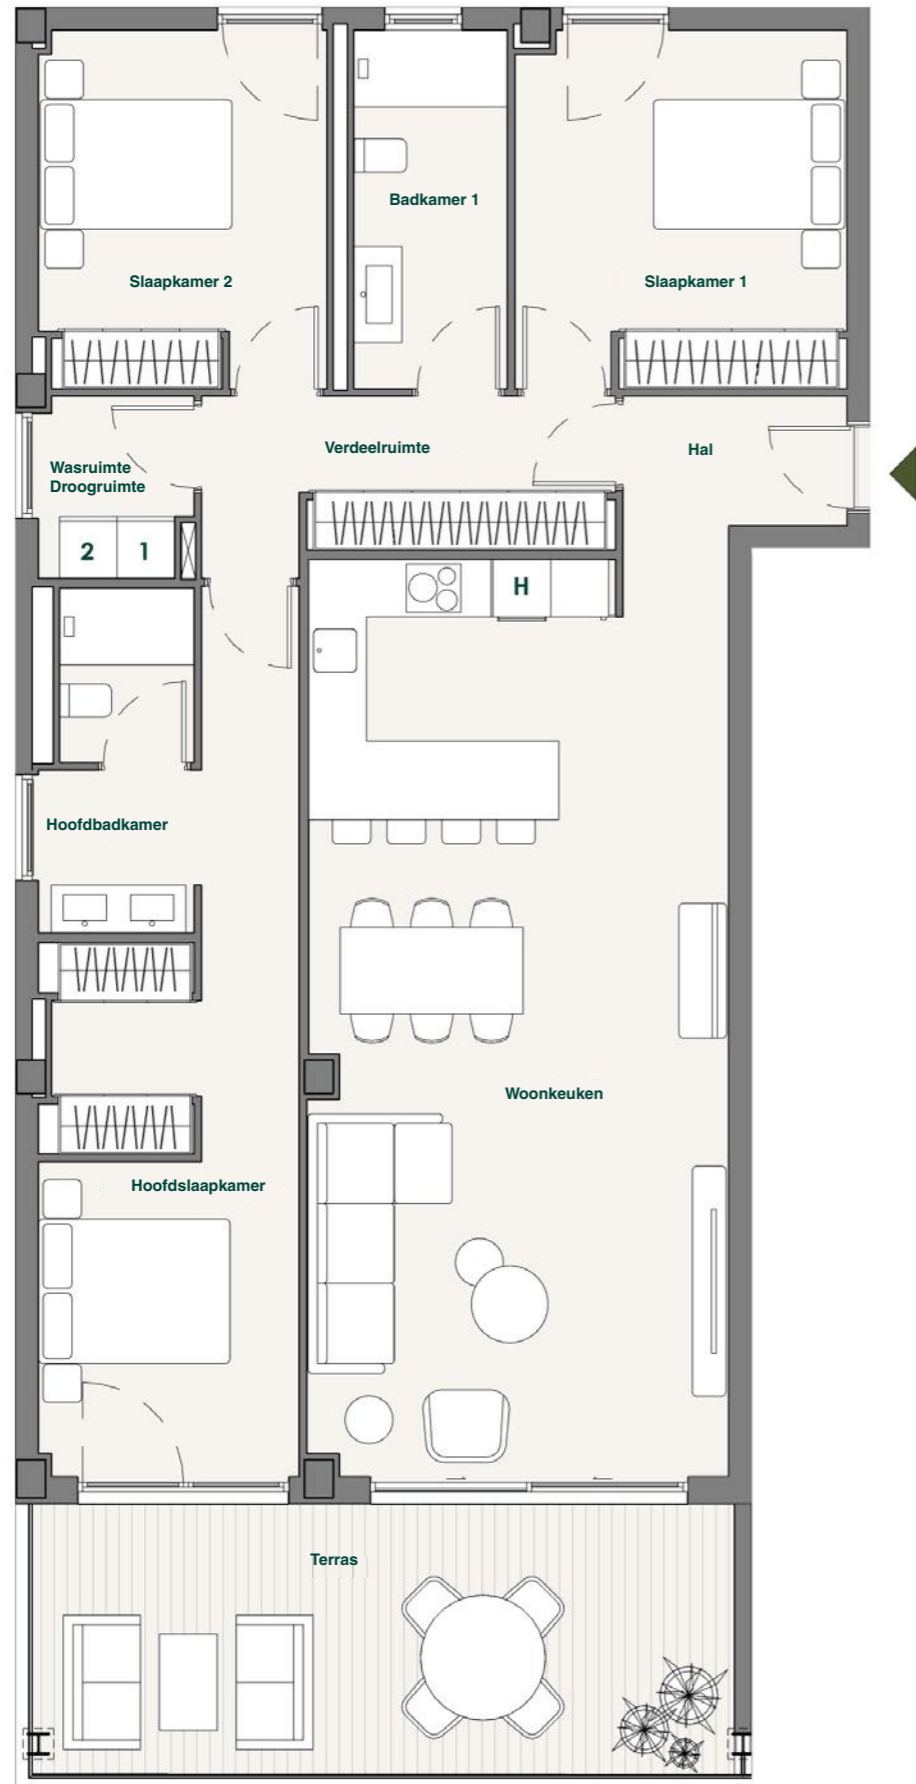 Badkamer 1
Slaapkamer 2
Slaapkamer 1
Verdeelruimte
Hal
Wasruimte
Droogruimte
2
1
H
Hoofdbadkamer
Woonkeuken
Hoofdslaapkamer
Terras